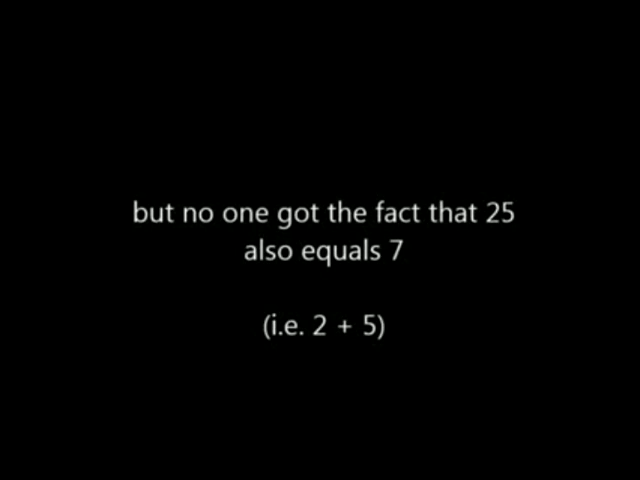 but no one got the fact that 25
also equals 7
(i.e. 2 + 5)